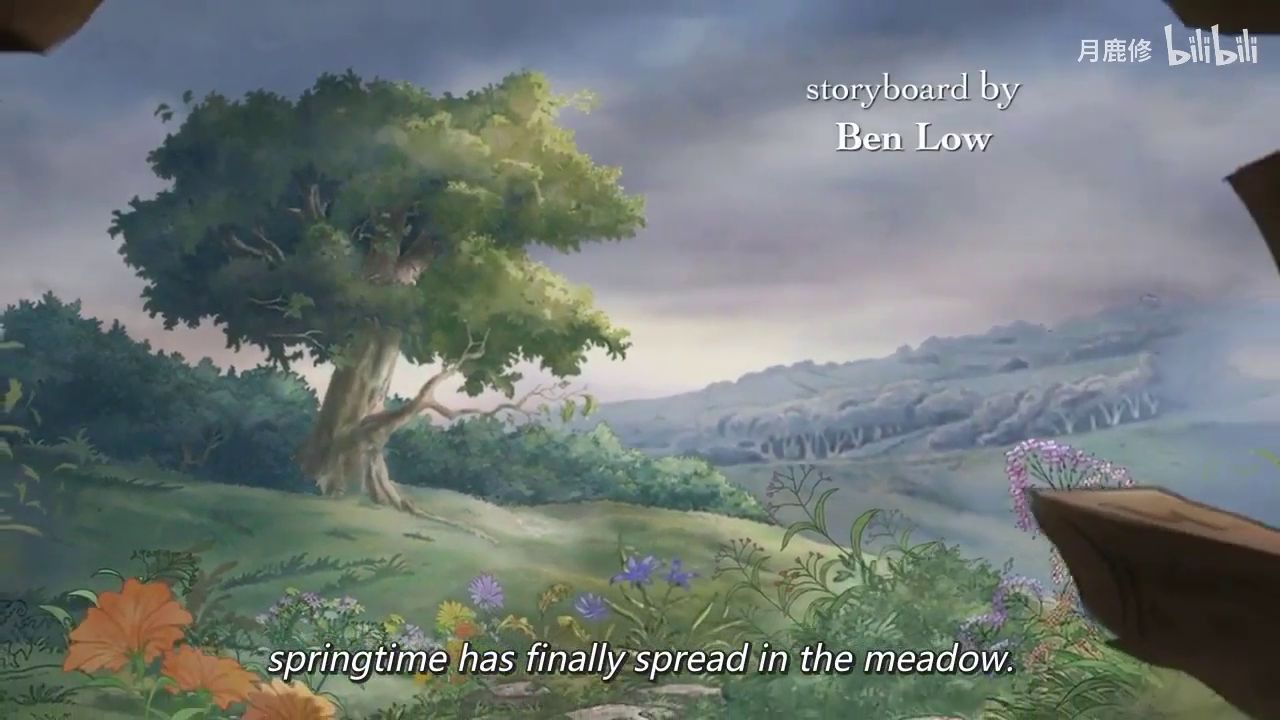 月鹿修 bilibili
storyboard by
Ben Low
springtime has finally spread in the meadow.